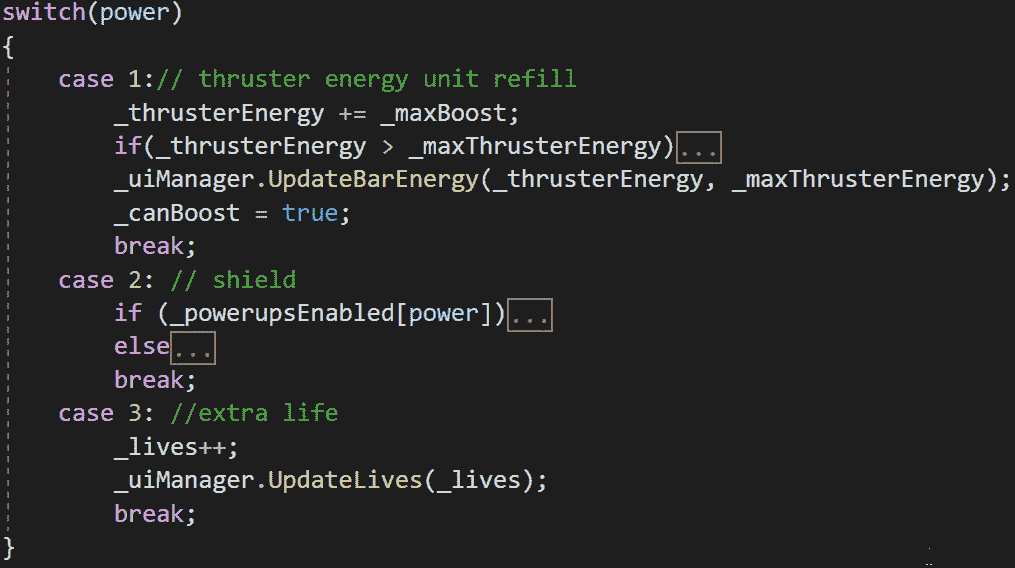 switch(power)
{
    case 1:// thruster energy unit refill
        _thrusterEnergy += _maxBoost;
        if(_thrusterEnergy > _maxThrusterEnergy)...
        _uiManager.UpdateBarEnergy(_thrusterEnergy, _maxThrusterEnergy);
        _canBoost = true;
        break;
    case 2: // shield
        if (_powerupsEnabled[power])...
        else...
        break;
    case 3: //extra life
        _lives++;
        _uiManager.UpdateLives(_lives);
        break;
}